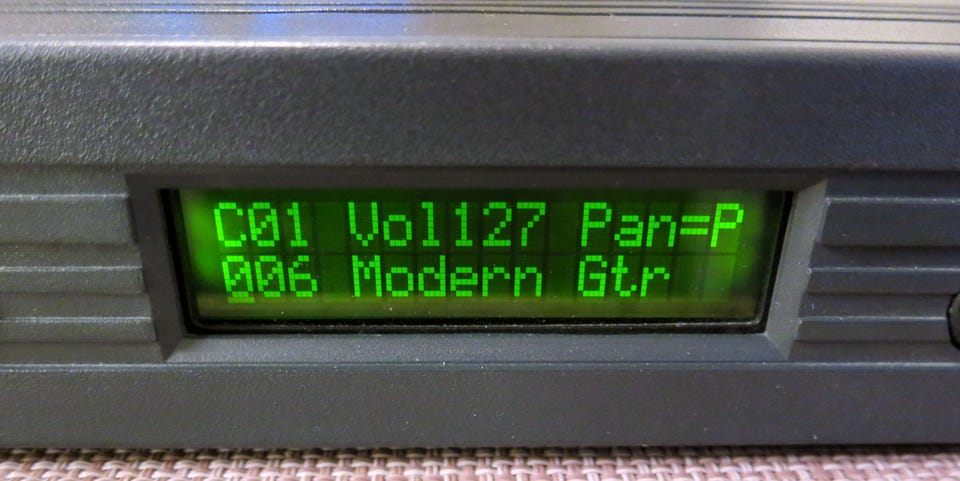 C01 Vol127 Pan=P
006 Modern Gtr